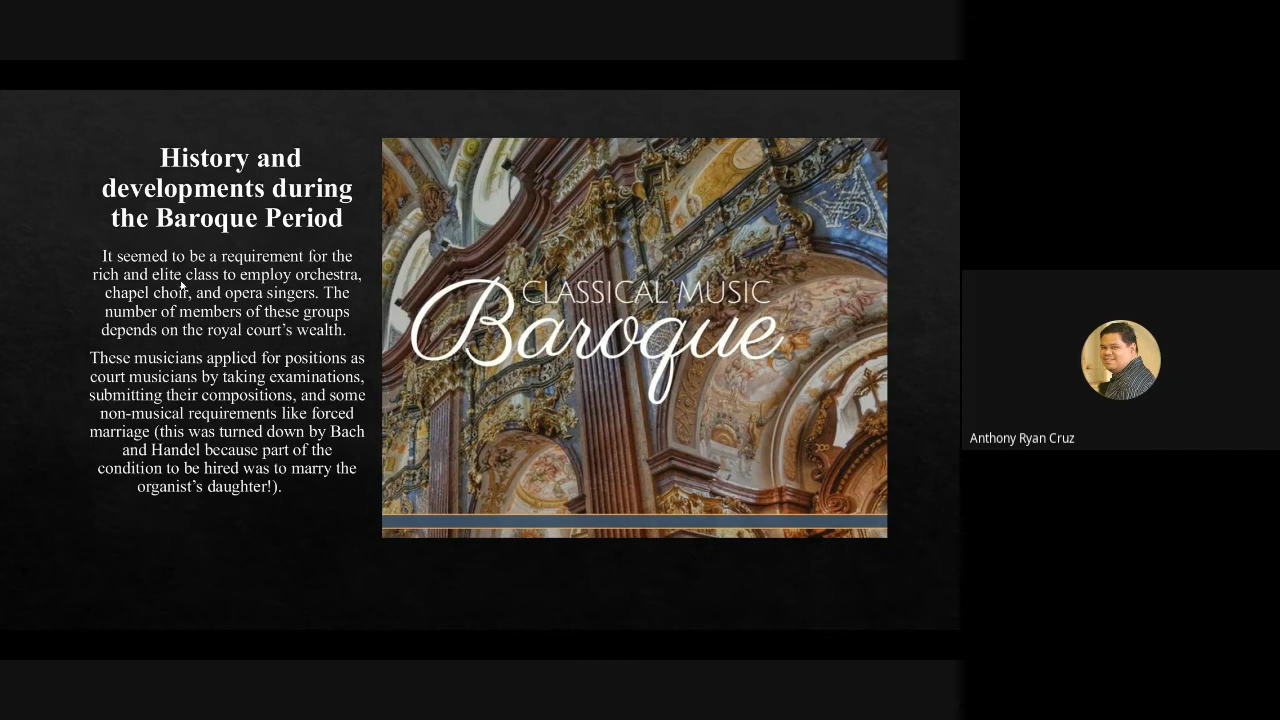 History and
developments during
the Baroque Period
It seemed to be a requirement for the
rich and elite class to employ orchestra,
chapel choir, and opera singers. The
number of members of these groups
depends on the royal court's wealth.
These musicians applied for positions as
court musicians by taking examinations,
submitting their compositions, and some
non-musical requirements like forced
marriage (this was turned down by Bach
and Handel because part of the
condition to be hired was to marry the
organist's daughter!).
CLASSICAL MUSIC
Baroque
Anthony Ryan Cruz